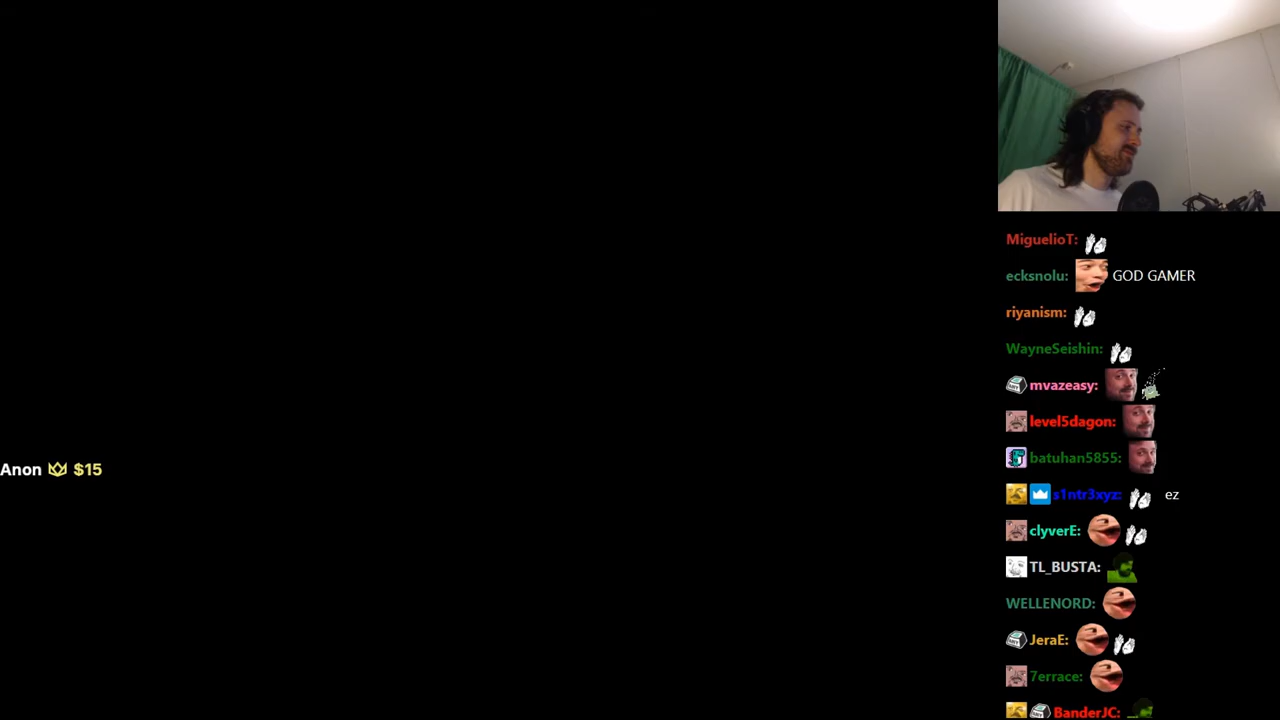 MiguelioT:
ecksnolu: GOD GAMER
riyanism:
WayneSeishin:
mvazeasy:
level5dagon:
batuhan5855:
Anon $15
s1ntr3xyz: ez
clyverE:
TL_BUSTA:
WELLENORD:
JeraE:
7errace:
BanderJC: